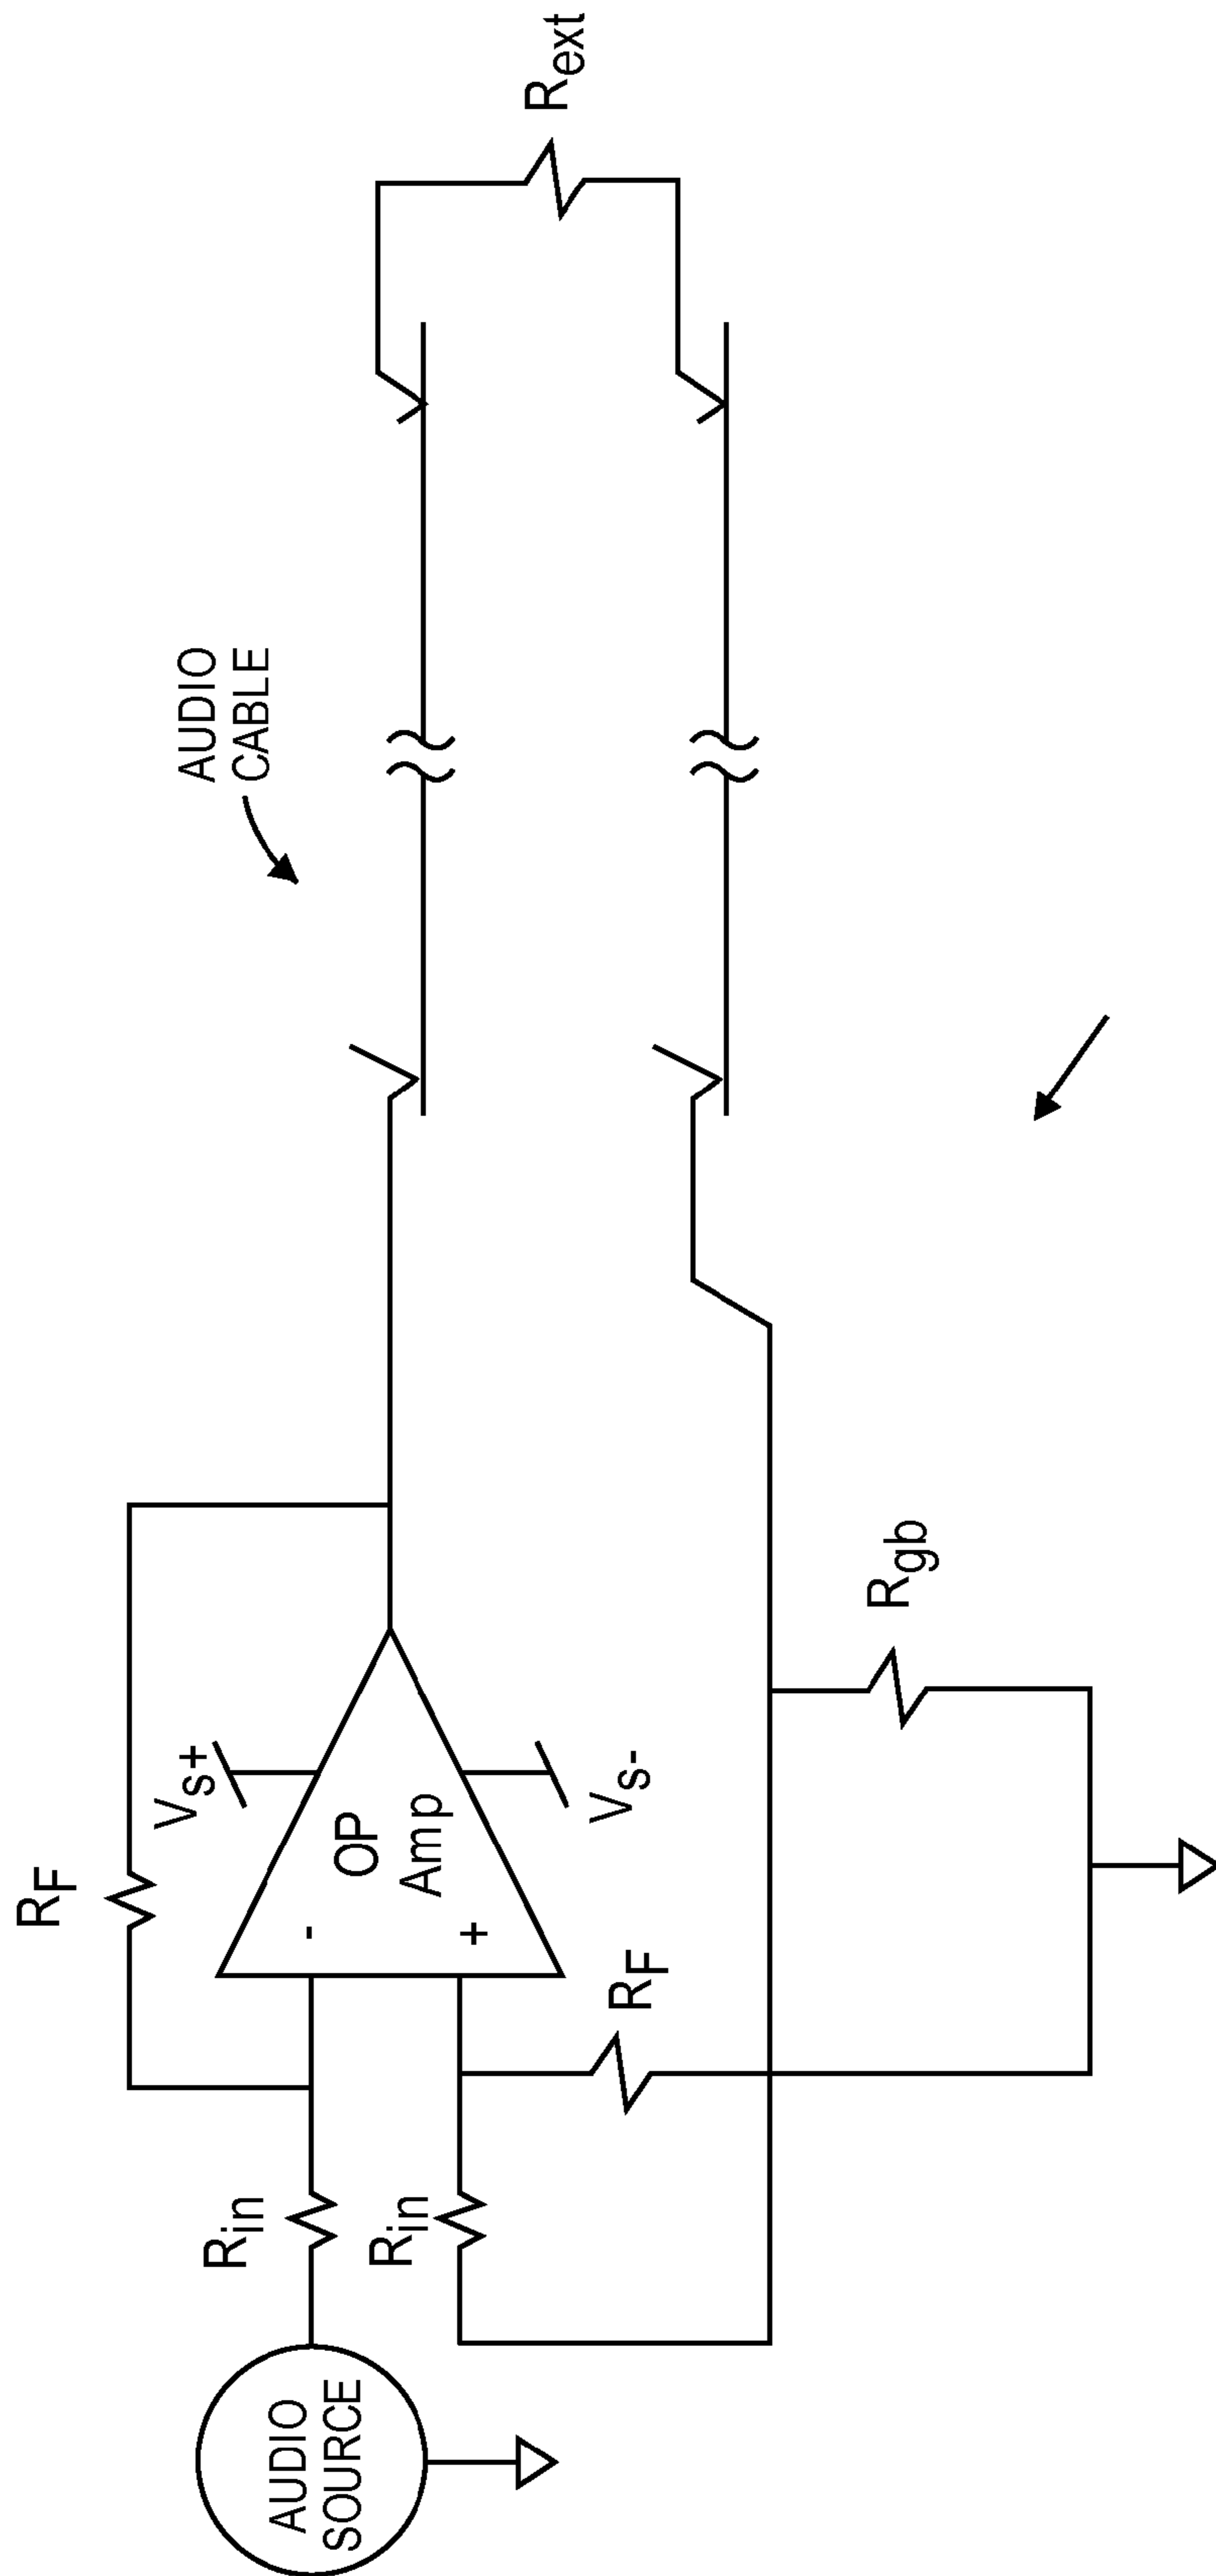 AUDIO
SOURCE
Rin
Rin
RF
RF
-
+
OP
Amp
Vs+
Vs-
Rgb
AUDIO
CABLE
Rext